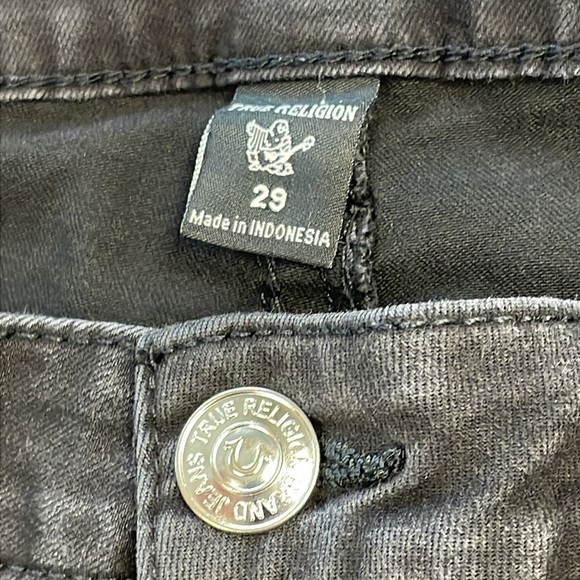 TRUE RELIGION
29
Made in INDONESIA
TRUE RELIGION BRAND JEANS